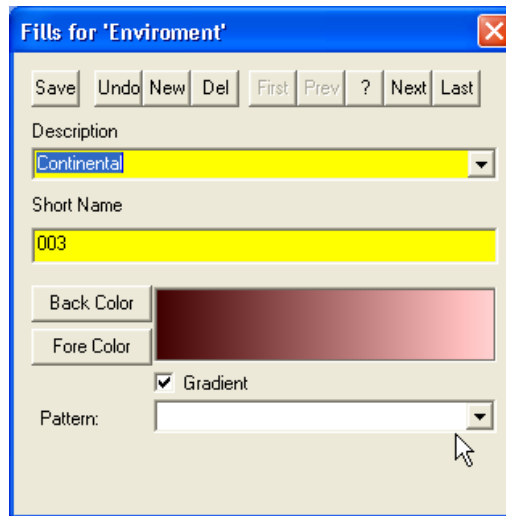 Fills for 'Enviroment'
Save Undo New Del First Prev ? Next Last
Description
Continental
Short Name
003
Back Color
Fore Color
Gradient
Pattern: